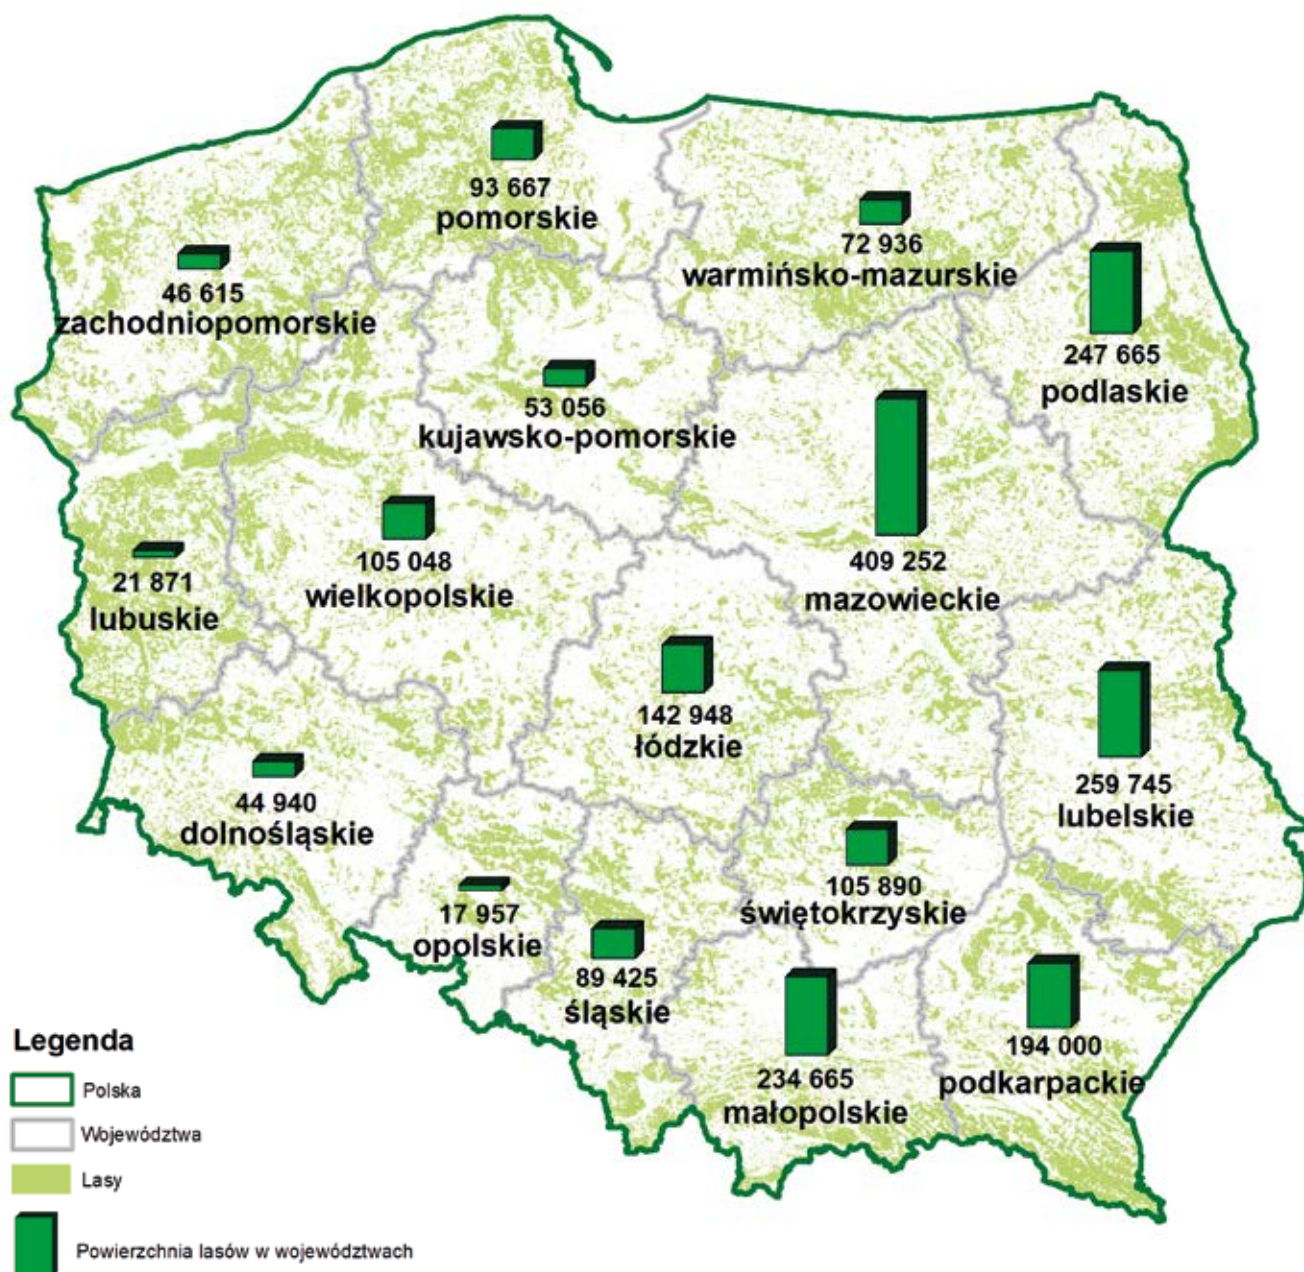 93 667
pomorskie
72 936
warmińsko-mazurskie
46 615
zachodniopomorskie
247 665
podlaskie
53 056
kujawsko-pomorskie
409 252
mazowieckie
105 048
wielkopolskie
21 871
lubuskie
142 948
łódzkie
259 745
lubelskie
44 940
dolnośląskie
105 890
świętokrzyskie
17 957
opolskie
89 425
śląskie
194 000
podkarpackie
234 665
małopolskie
Legenda
Polska
Województwa
Lasy
Powierzchnia lasów w województwach